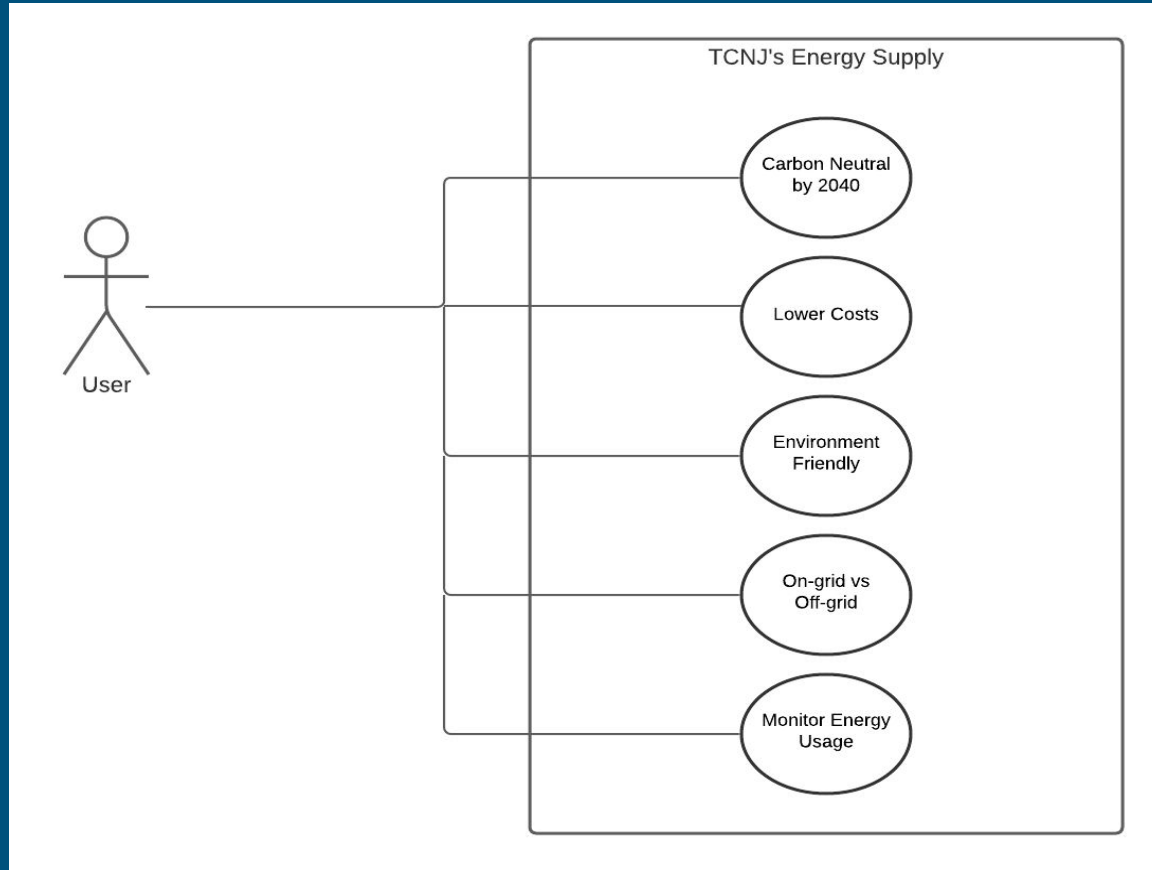 TCNJ's Energy Supply
Carbon Neutral
by 2040
Lower Costs
Environment
Friendly
On-grid vs
Off-grid
Monitor Energy
Usage
User